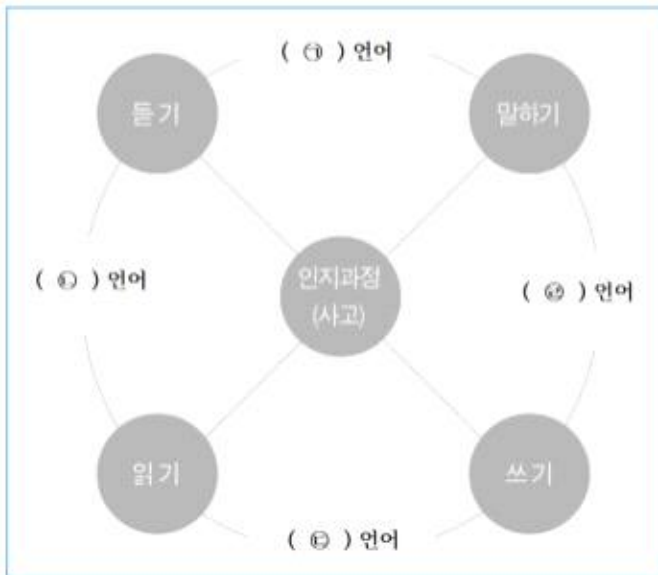 ( ㉠ ) 언어
듣기
말하기
( ㉡ ) 언어
인지과정
(사고)
( ㉣ ) 언어
읽기
쓰기
( ㉢ ) 언어